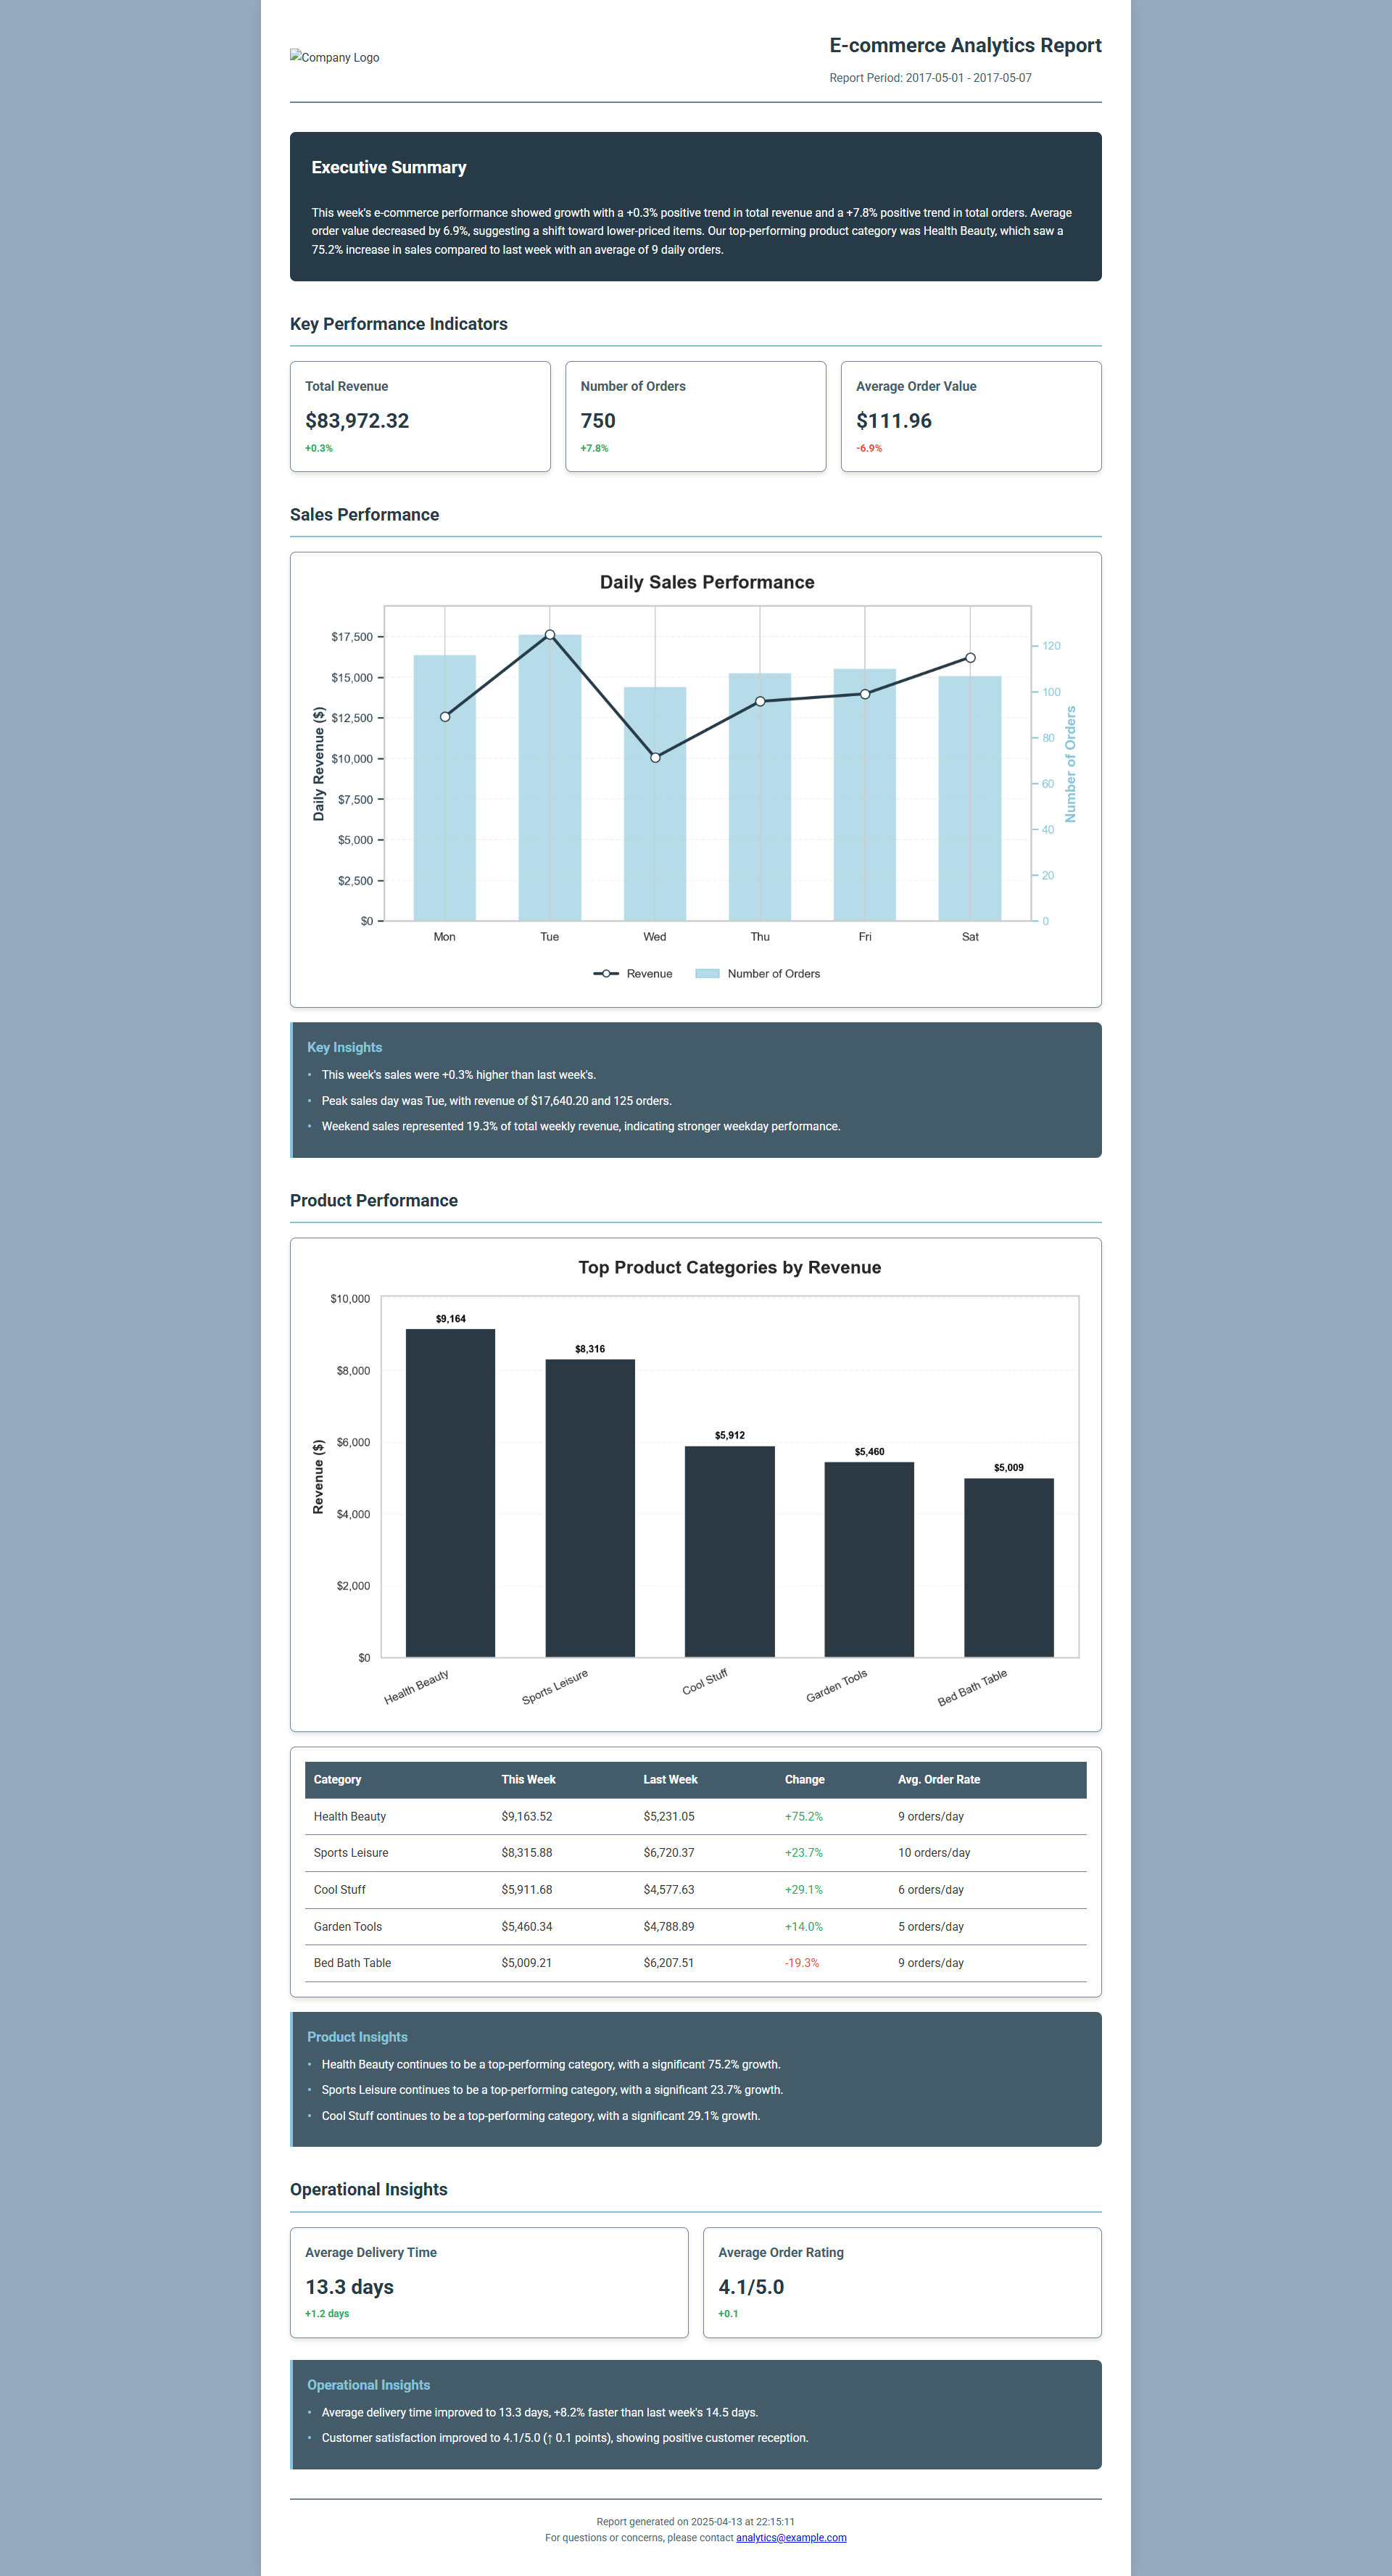 Company Logo
E-commerce Analytics Report
Report Period: 2017-05-01 - 2017-05-07
Executive Summary
This week's e-commerce performance showed growth with a +0.3% positive trend in total revenue and a +7.8% positive trend in total orders. Average
order value decreased by 6.9%, suggesting a shift toward lower-priced items. Our top-performing product category was Health Beauty, which saw a
75.2% increase in sales compared to last week with an average of 9 daily orders.
Key Performance Indicators
Total Revenue
$83,972.32
+0.3%
Number of Orders
750
+7.8%
Average Order Value
$111.96
-6.9%
Sales Performance
Daily Sales Performance
Daily Revenue ($)
$17,500
$15,000
$12,500
$10,000
$7,500
$5,000
$2,500
$0
120
100
80
60
40
20
0
Number of Orders
Mon Tue Wed Thu Fri Sat
Revenue Number of Orders
Key Insights
• This week's sales were +0.3% higher than last week's.
• Peak sales day was Tue, with revenue of $17,640.20 and 125 orders.
• Weekend sales represented 19.3% of total weekly revenue, indicating stronger weekday performance.
Product Performance
Top Product Categories by Revenue
Revenue ($)
$10,000
$8,000
$6,000
$4,000
$2,000
$0
$9,164
$8,316
$5,912
$5,460
$5,009
Health Beauty
Sports Leisure
Cool Stuff
Garden Tools
Bed Bath Table
Category This Week Last Week Change Avg. Order Rate
Health Beauty $9,163.52 $5,231.05 +75.2% 9 orders/day
Sports Leisure $8,315.88 $6,720.37 +23.7% 10 orders/day
Cool Stuff $5,911.68 $4,577.63 +29.1% 6 orders/day
Garden Tools $5,460.34 $4,788.89 +14.0% 5 orders/day
Bed Bath Table $5,009.21 $6,207.51 -19.3% 9 orders/day
Product Insights
• Health Beauty continues to be a top-performing category, with a significant 75.2% growth.
• Sports Leisure continues to be a top-performing category, with a significant 23.7% growth.
• Cool Stuff continues to be a top-performing category, with a significant 29.1% growth.
Operational Insights
Average Delivery Time
13.3 days
+1.2 days
Average Order Rating
4.1/5.0
+0.1
Operational Insights
• Average delivery time improved to 13.3 days, +8.2% faster than last week's 14.5 days.
• Customer satisfaction improved to 4.1/5.0 (↑ 0.1 points), showing positive customer reception.
Report generated on 2025-04-13 at 22:15:11
For questions or concerns, please contact analytics@example.com